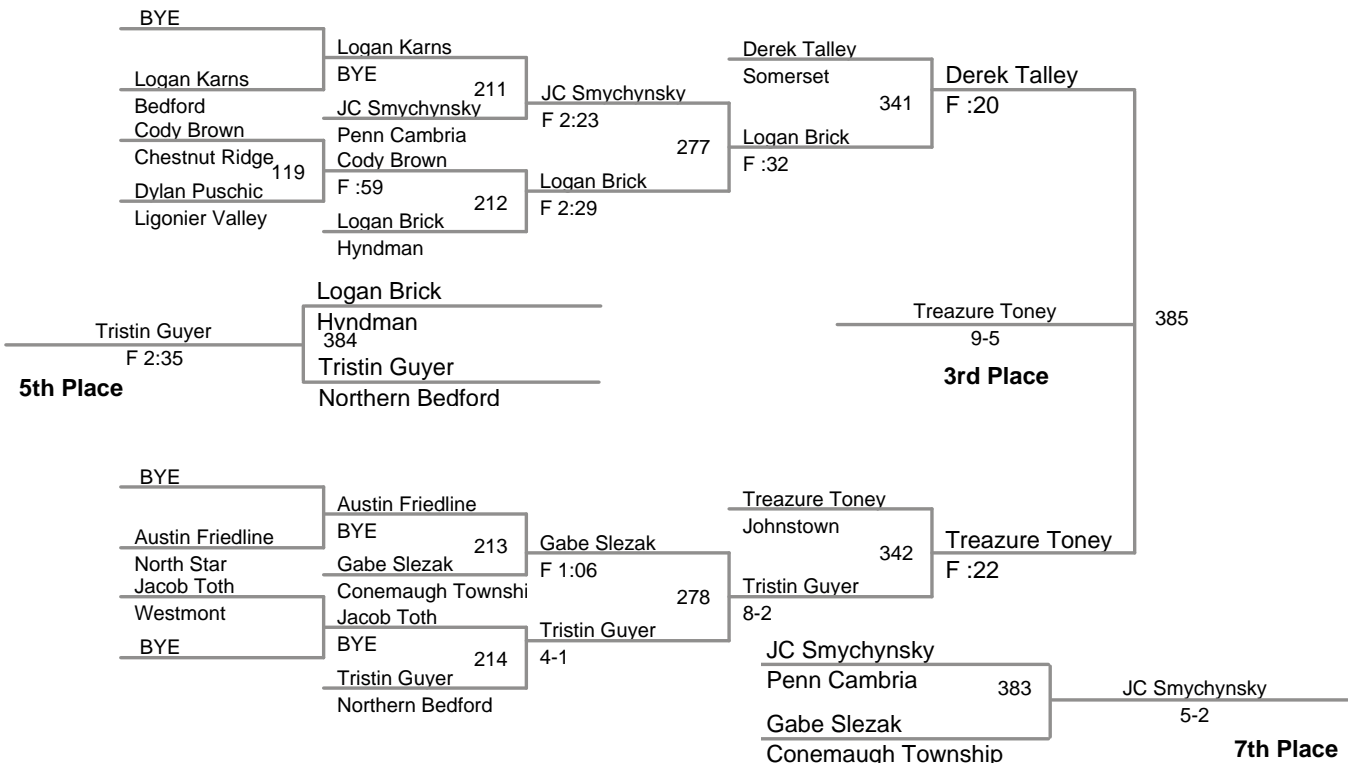 BYE
Logan Karns
Derek Talley
BYE
Somerset
Derek Talley
Logan Karns
211
JC Smychynsky
341
F :20
Bedford
JC Smychynsky
F 2:23
Cody Brown
Penn Cambria
277
Logan Brick
Chestnut Ridge
119
Cody Brown
F :32
Dylan Puschic
F :59
212
Logan Brick
Ligonier Valley
Logan Brick
F 2:29
Hyndman
Logan Brick
Hyndman
Tristin Guyer
384
F 2:35
Tristin Guyer
5th Place
Northern Bedford
Treazure Toney
385
9-5
3rd Place
BYE
Austin Friedline
Treazure Toney
BYE
Johnstown
Austin Friedline
213
Gabe Slezak
342
Treazure Toney
North Star
Gabe Slezak
F 1:06
F :22
Jacob Toth
Conemaugh Townshi
278
Tristin Guyer
Westmont
Jacob Toth
8-2
BYE
BYE
214
Tristin Guyer
4-1
Tristin Guyer
Northern Bedford
JC Smychynsky
Penn Cambria
383
JC Smychynsky
Gabe Slezak
5-2
Conemaugh Township
7th Place